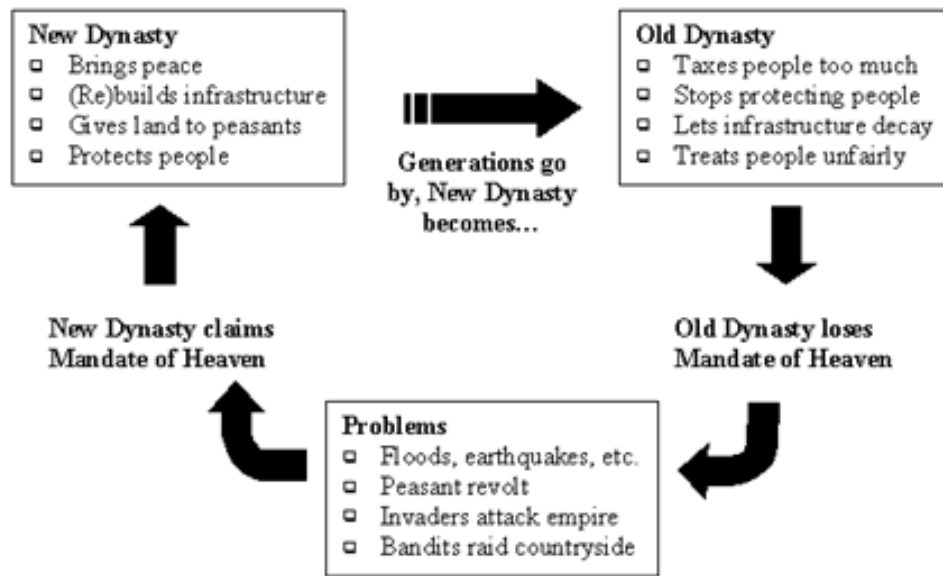 New Dynasty
❑ Brings peace
❑ (Re)builds infrastructure
❑ Gives land to peasants
❑ Protects people
Generations go
by, New Dynasty
becomes...
Old Dynasty
❑ Taxes people too much
❑ Stops protecting people
❑ Lets infrastructure decay
❑ Treats people unfairly
Old Dynasty loses
Mandate of Heaven
Problems
❑ Floods, earthquakes, etc.
❑ Peasant revolt
❑ Invaders attack empire
❑ Bandits raid countryside
New Dynasty claims
Mandate of Heaven